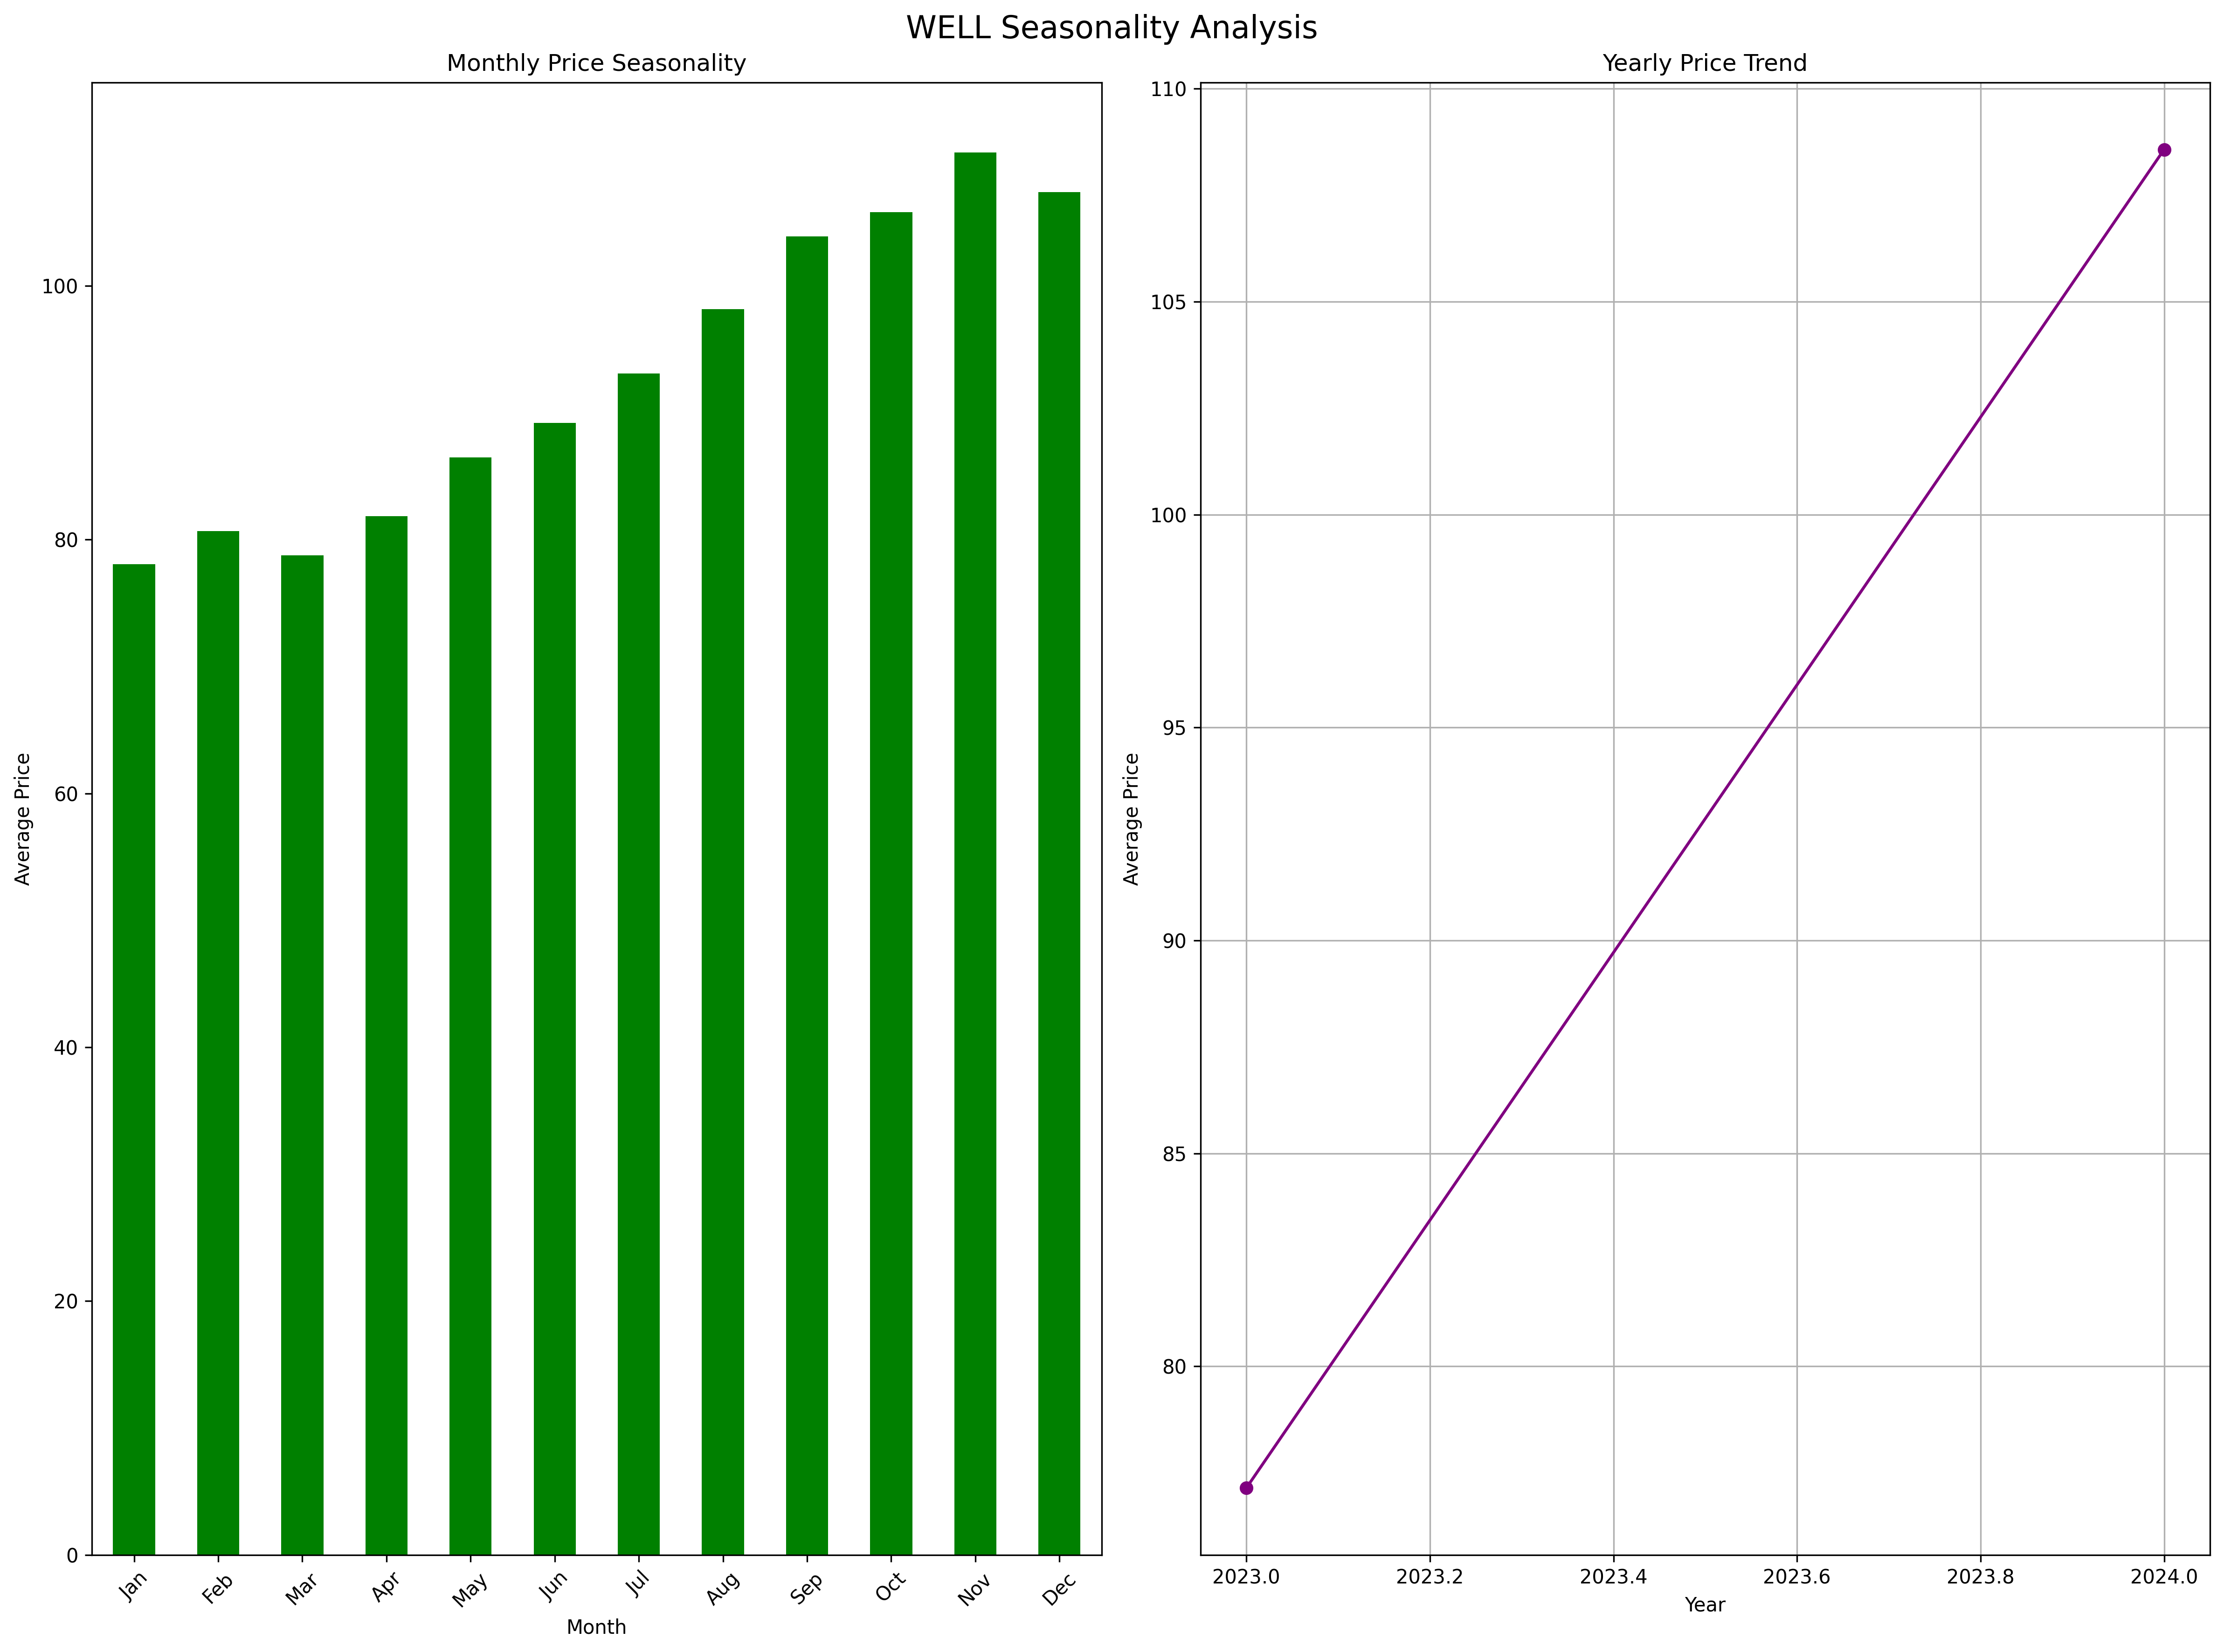 WELL Seasonality Analysis
Monthly Price Seasonality
Average Price
100
80
60
40
20
0
Jan Feb Mar Apr May Jun Jul Aug Sep Oct Nov Dec
Month
Yearly Price Trend
Average Price
110
105
100
95
90
85
80
2023.0 2023.2 2023.4 2023.6 2023.8 2024.0
Year